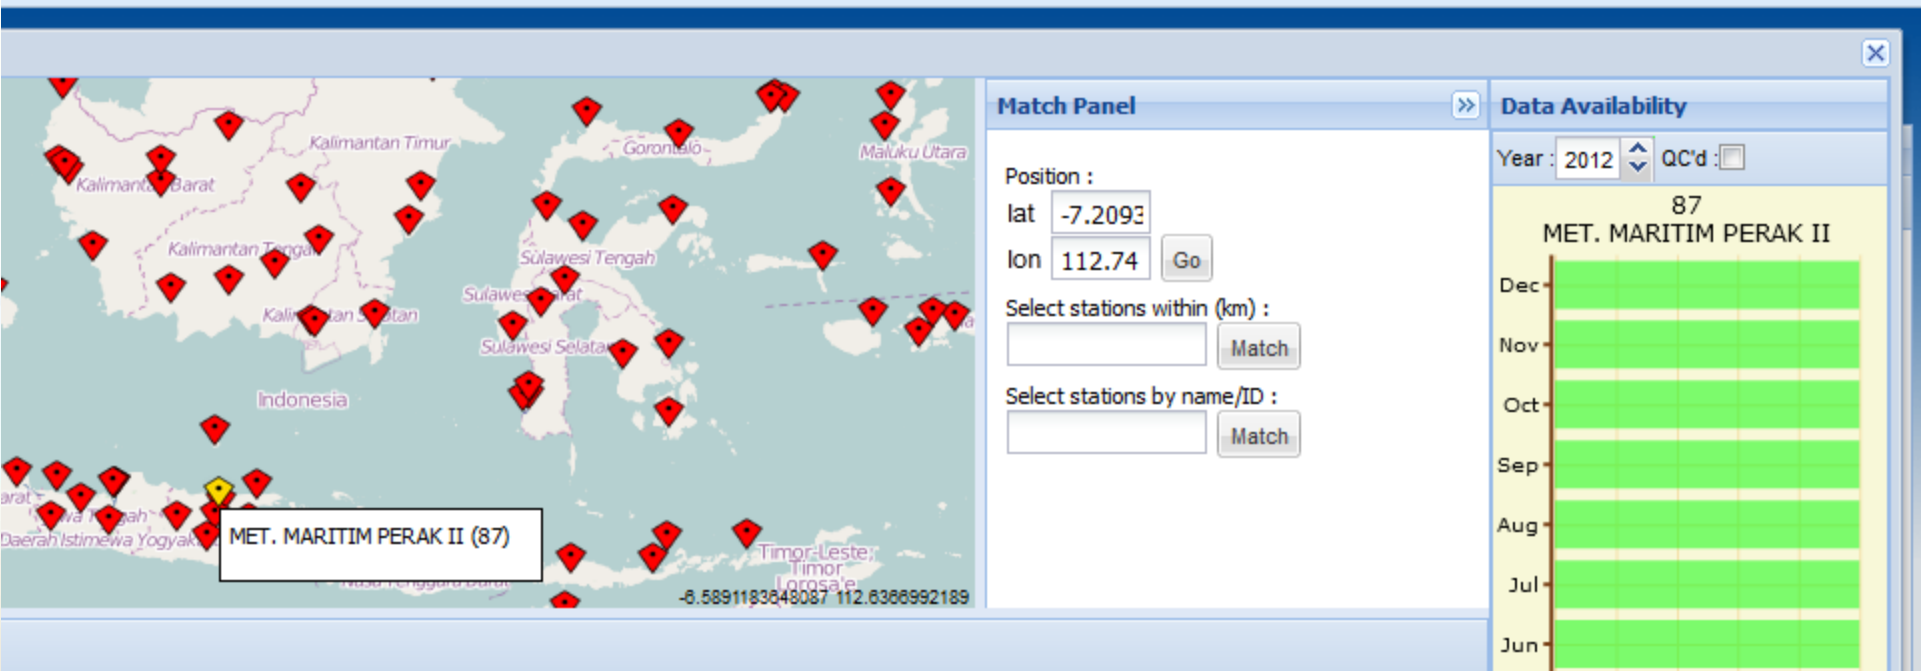 Kalimantan Timur
Kalimantan Barat
Gorontalo
Maluku Utara
Kalimantan Tengah
Sulawesi Tengah
Sulawesi Barat
Kalimantan Selatan
Sulawesi Selatan
Indonesia
Daerah Istimewa Yogyak
MET. MARITIM PERAK II (87)
Timor-Leste;
Timor
Lorosa'e
-6.5891183648087 112.6366992189
Match Panel
Position :
lat -7.2093
lon 112.74 Go
Select stations within (km) :
Match
Select stations by name/ID :
Match
Data Availability
Year : 2012 QC'd :
87
MET. MARITIM PERAK II
Dec
Nov
Oct
Sep
Aug
Jul
Jun